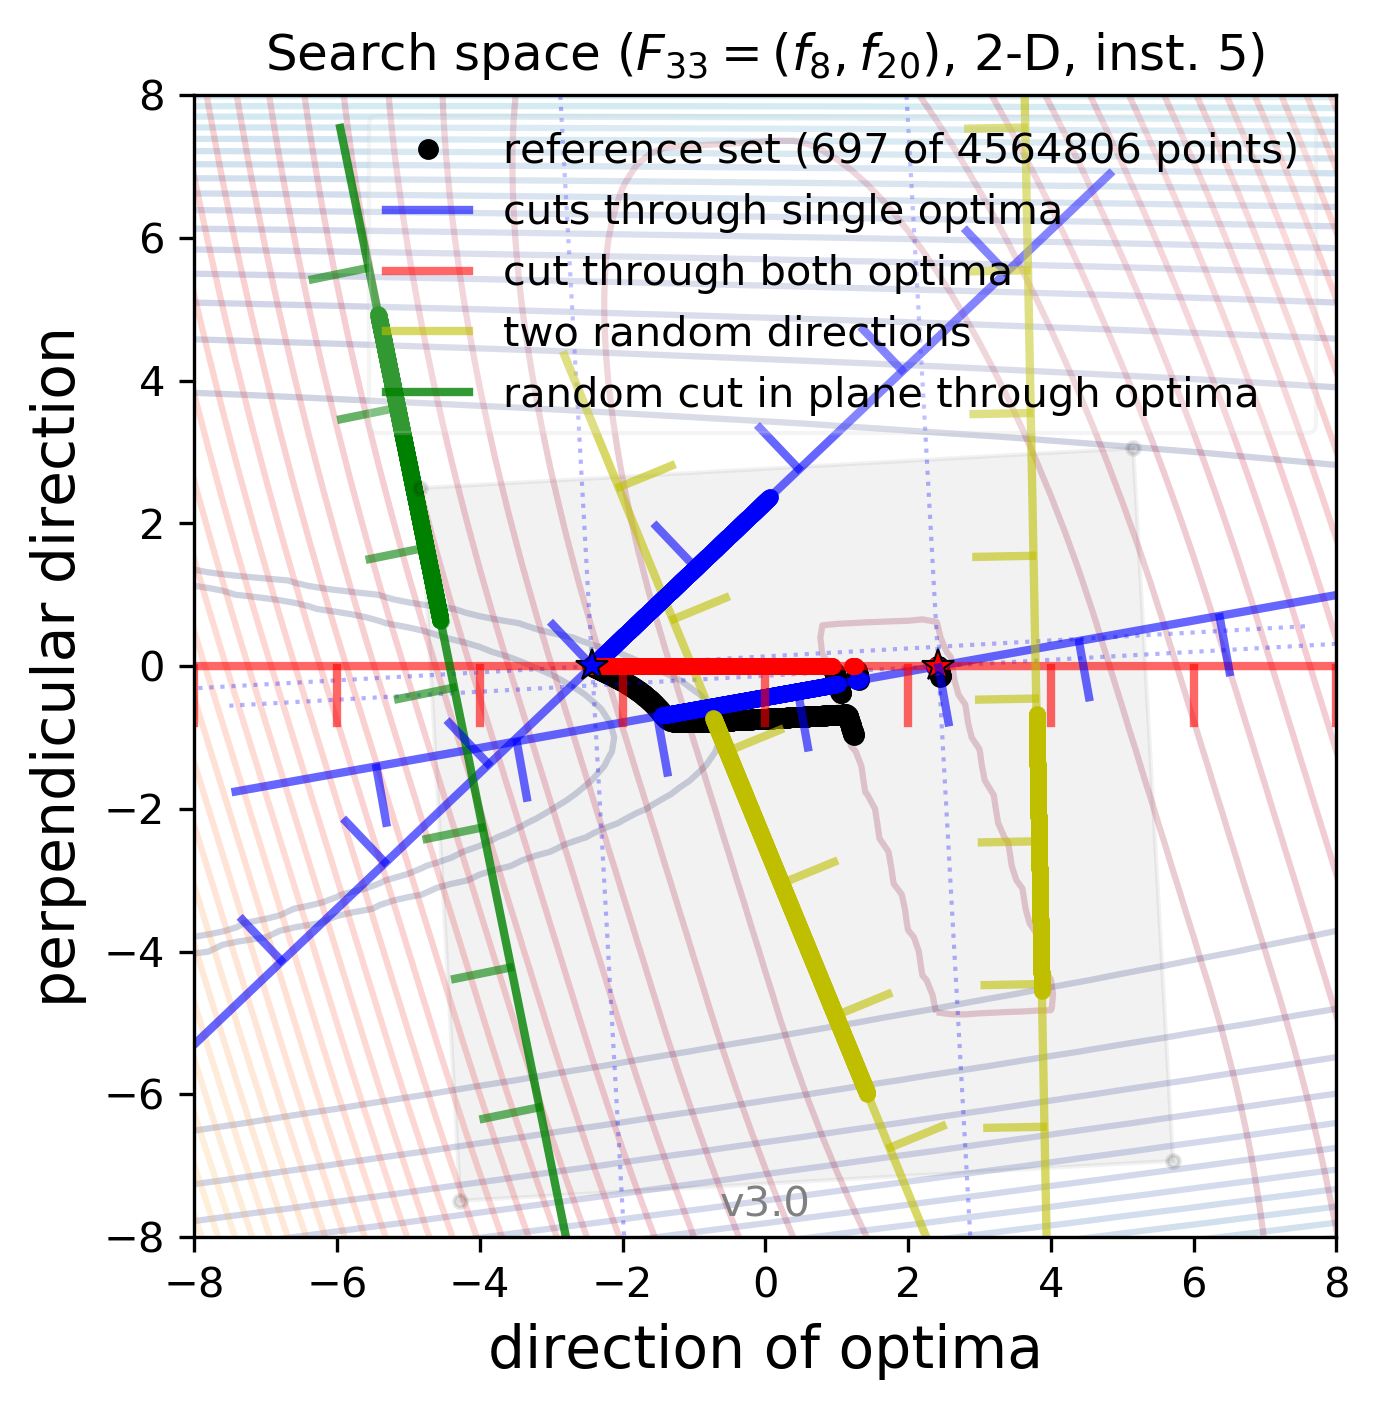 Search space (F₃₃ = (f₈, f₂₀), 2-D, inst. 5)
8
6
4
2
0
−2
−4
−6
−8
perpendicular direction
reference set (697 of 4564806 points)
cuts through single optima
cut through both optima
two random directions
random cut in plane through optima
v3.0
−8 −6 −4 −2 0 2 4 6 8
direction of optima